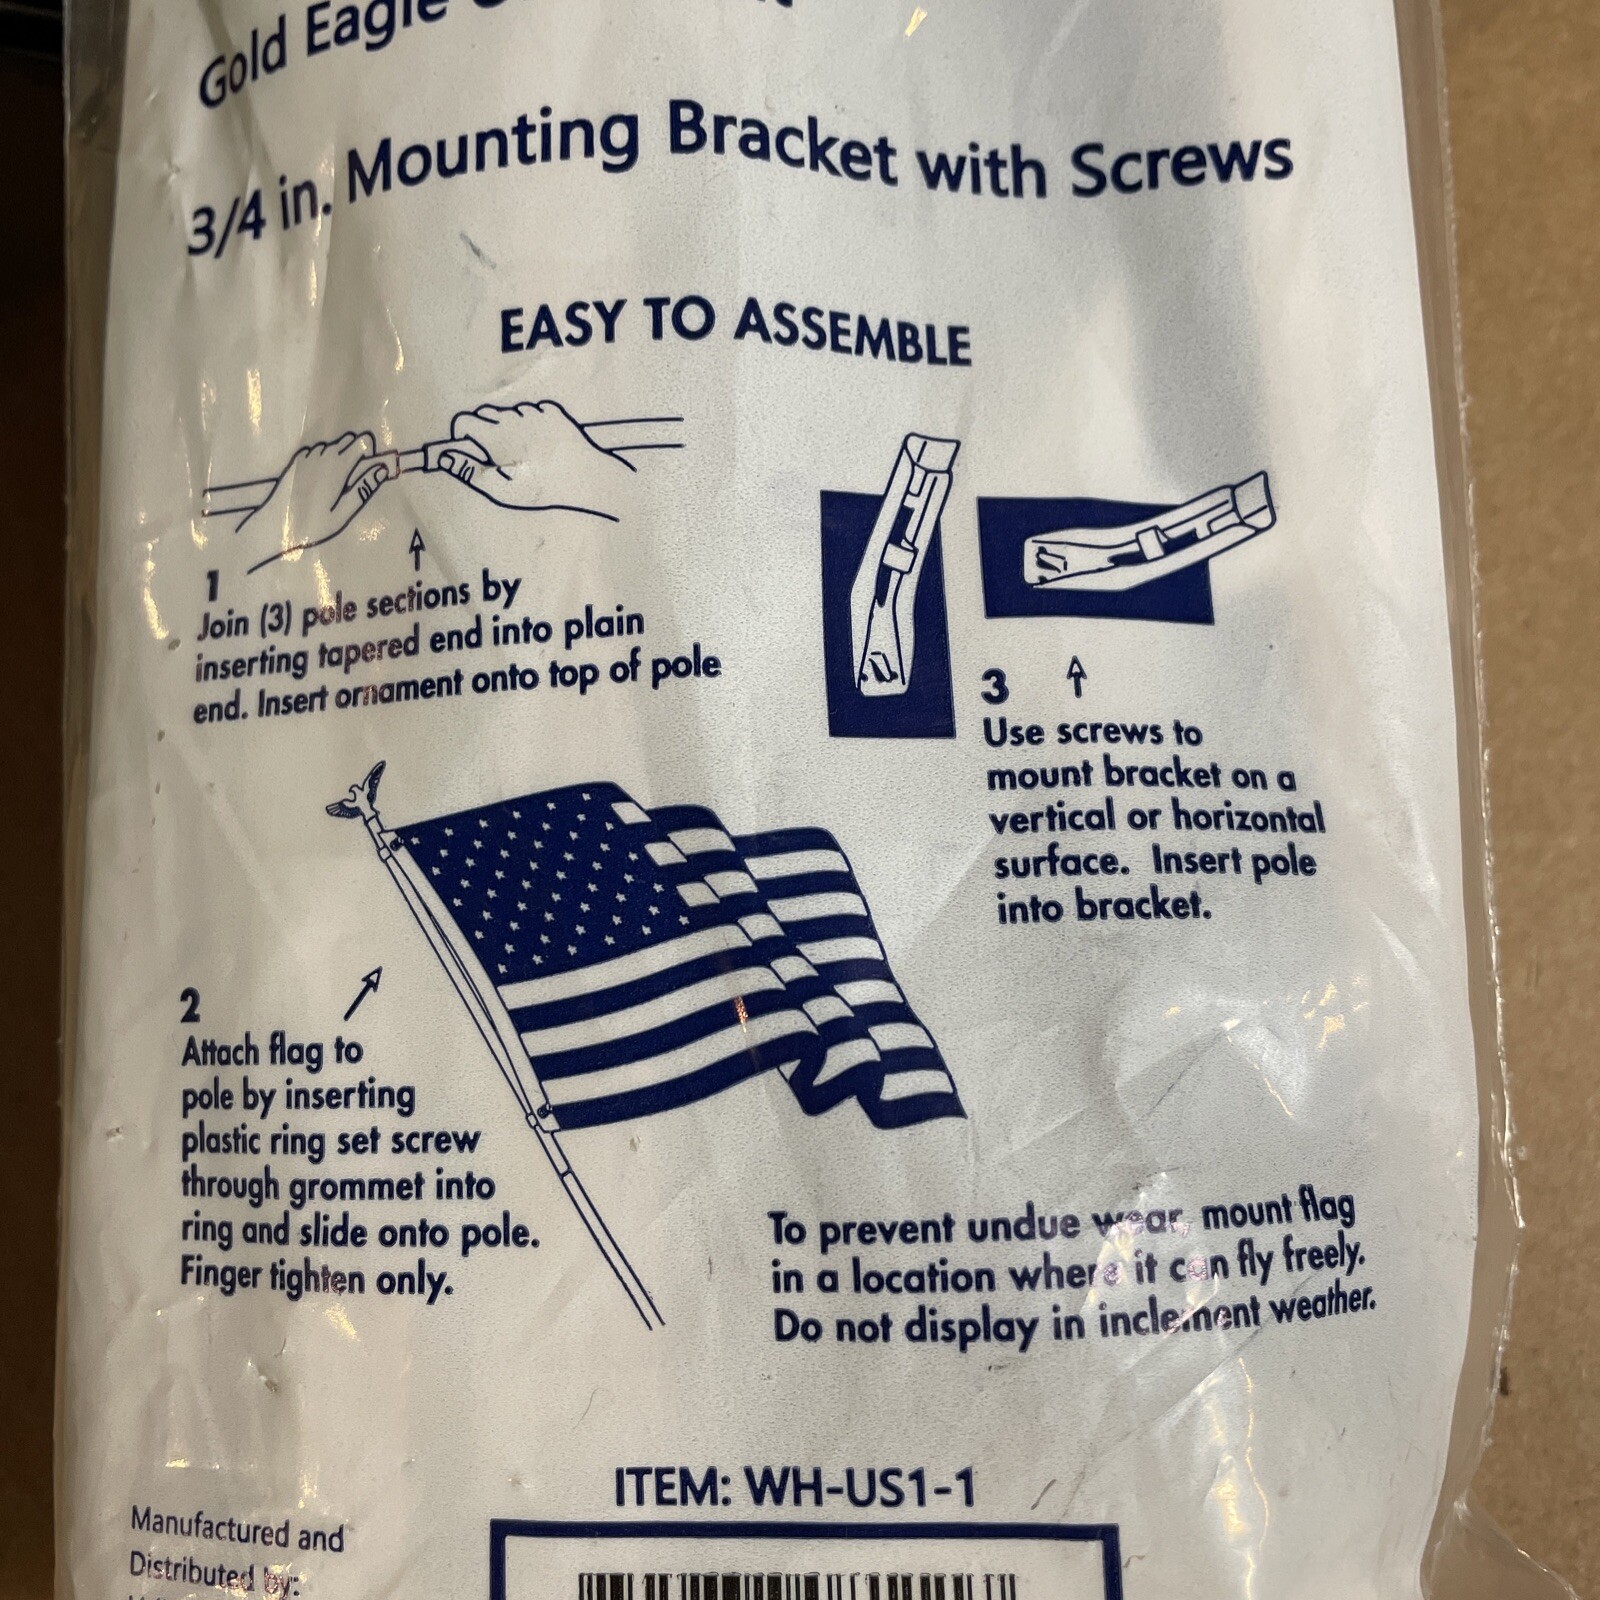 Gold Eagle
3/4 in. Mounting Bracket with Screws
EASY TO ASSEMBLE
1
Join (3) pole sections by
inserting tapered end into plain
end. Insert ornament onto top of pole
3
Use screws to
mount bracket on a
vertical or horizontal
surface. Insert pole
into bracket.
2
Attach flag to
pole by inserting
plastic ring set screw
through grommet into
ring and slide onto pole.
Finger tighten only.
To prevent undue wear, mount flag
in a location where it can fly freely.
Do not display in inclement weather.
ITEM: WH-US1-1
Manufactured and
Distributed by: